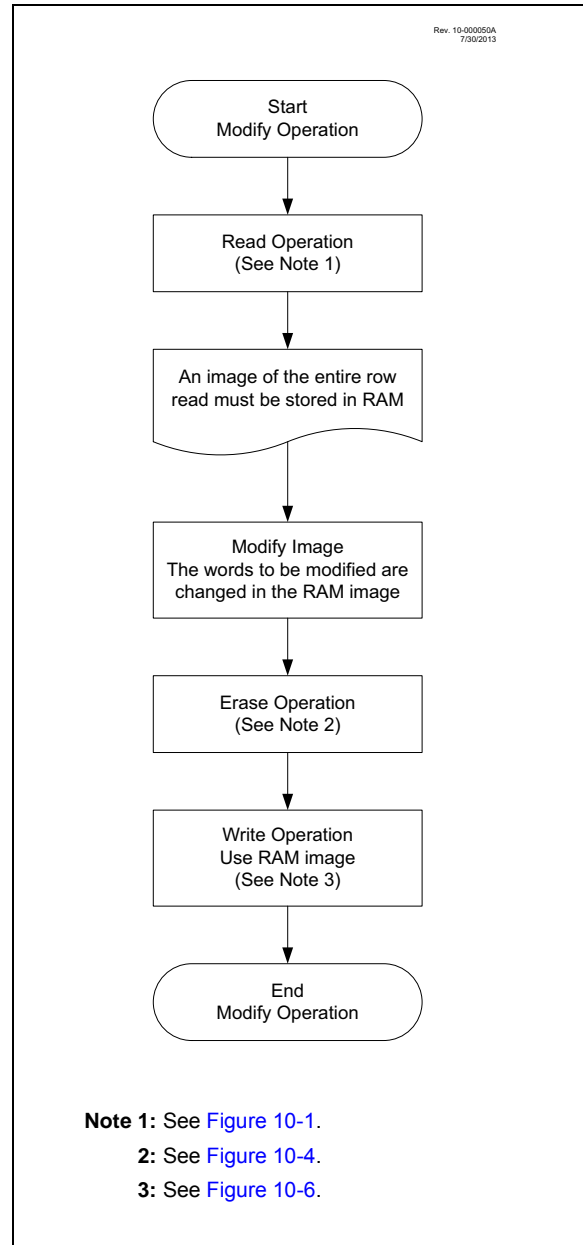 Rev. 10-000050A
7/30/2013
Start
Modify Operation
Read Operation
(See Note 1)
An image of the entire row
read must be stored in RAM
Modify Image
The words to be modified are
changed in the RAM image
Erase Operation
(See Note 2)
Write Operation
Use RAM image
(See Note 3)
End
Modify Operation
Note 1: See Figure 10-1.
2: See Figure 10-4.
3: See Figure 10-6.